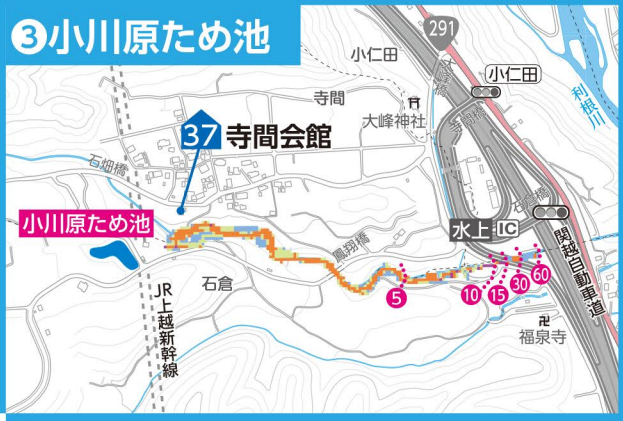 ❸小川原ため池
291
小仁田
小仁田
利根川
寺間
大峰神社
37 寺間会館
石畑橋
小川原ため池
鳳翔橋
水上 IC
関越自動車道
石倉
5
10
15
30
60
JR上越新幹線
福泉寺